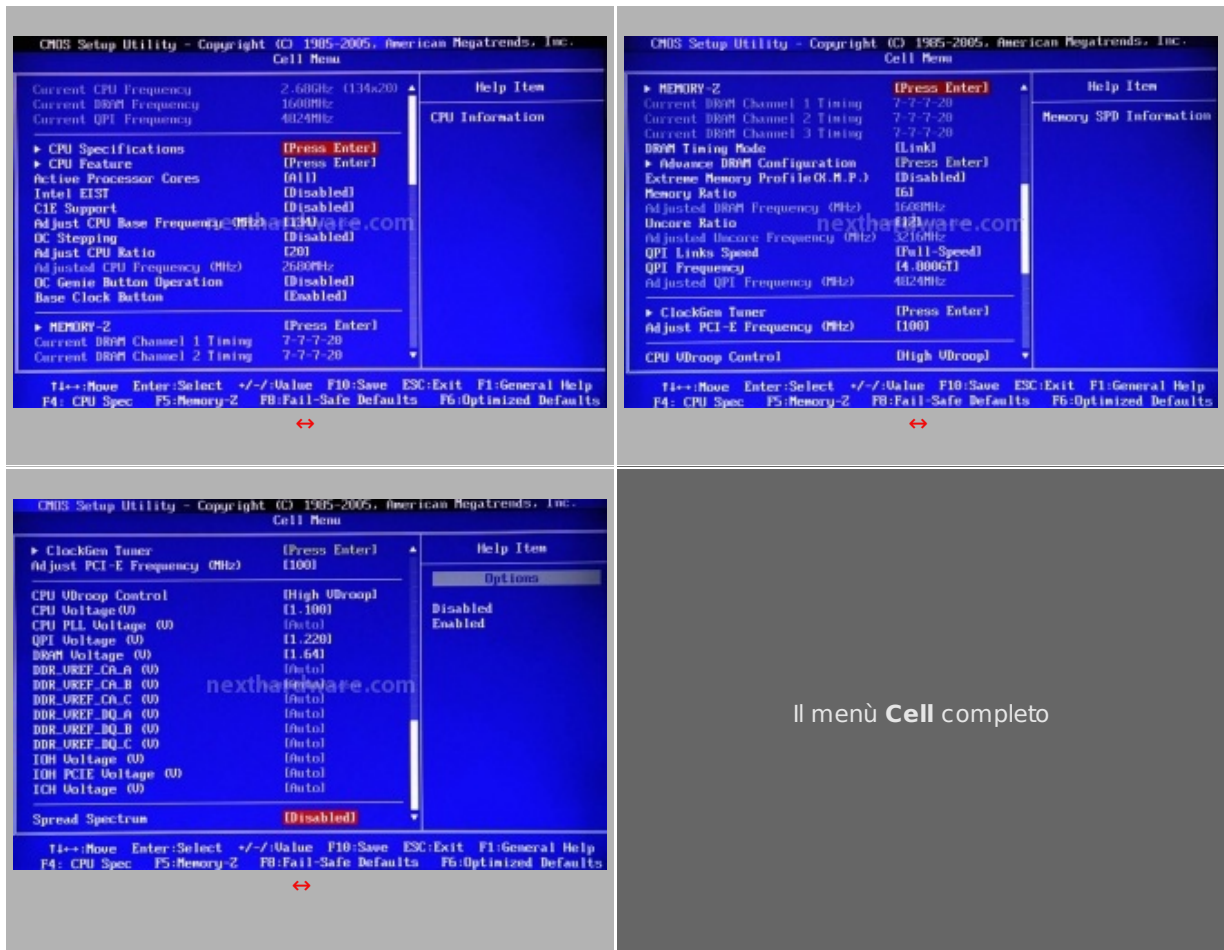 CMOS Setup Utility - Copyright (C) 1985-2005, American Megatrends, Inc.
Cell Menu
Current CPU Frequency 2.68GHz (134x20)
Current DRAM Frequency 1608MHz
Current QPI Frequency 4824MHz
▶ CPU Specifications [Press Enter]
▶ CPU Feature [Press Enter]
Active Processor Cores [All]
Intel EIST [Disabled]
C1E Support [Disabled]
Adjust CPU Base Frequency (MHz) [134]
OC Stepping [Disabled]
Adjust CPU Ratio [20]
Adjusted CPU Frequency (MHz) 2680MHz
OC Genie Button Operation [Disabled]
Base Clock Button [Enabled]
▶ MEMORY-Z [Press Enter]
Current DRAM Channel 1 Timing 7-7-7-20
Current DRAM Channel 2 Timing 7-7-7-20
Help Item
CPU Information
nexthardware.com
↑↓←→:Move Enter:Select +/-/:Value F10:Save ESC:Exit F1:General Help
F4: CPU Spec F5:Memory-Z F8:Fail-Safe Defaults F6:Optimized Defaults
CMOS Setup Utility - Copyright (C) 1985-2005, American Megatrends, Inc.
Cell Menu
▶ MEMORY-Z [Press Enter]
Current DRAM Channel 1 Timing 7-7-7-20
Current DRAM Channel 2 Timing 7-7-7-20
Current DRAM Channel 3 Timing 7-7-7-20
DRAM Timing Mode [Link]
▶ Advance DRAM Configuration [Press Enter]
Extreme Memory Profile(X.M.P.) [Disabled]
Memory Ratio [6]
Adjusted DRAM Frequency (MHz) 1608MHz
Uncore Ratio [12]
Adjusted Uncore Frequency (MHz) 3216MHz
QPI Links Speed [Full-Speed]
QPI Frequency [4.800GT]
Adjusted QPI Frequency (MHz) 4824MHz
▶ ClockGen Tuner [Press Enter]
Adjust PCI-E Frequency (MHz) [100]
CPU VDroop Control [High VDroop]
Help Item
Memory SPD Information
nexthardware.com
↑↓←→:Move Enter:Select +/-/:Value F10:Save ESC:Exit F1:General Help
F4: CPU Spec F5:Memory-Z F8:Fail-Safe Defaults F6:Optimized Defaults
CMOS Setup Utility - Copyright (C) 1985-2005, American Megatrends, Inc.
Cell Menu
▶ ClockGen Tuner [Press Enter]
Adjust PCI-E Frequency (MHz) [100]
CPU VDroop Control [High VDroop]
CPU Voltage(V) [1.100]
CPU PLL Voltage (V) [Auto]
QPI Voltage (V) [1.220]
DRAM Voltage (V) [1.64]
DDR_VREF_CA_A (V) [Auto]
DDR_VREF_CA_B (V) [Auto]
DDR_VREF_CA_C (V) [Auto]
DDR_VREF_DQ_A (V) [Auto]
DDR_VREF_DQ_B (V) [Auto]
DDR_VREF_DQ_C (V) [Auto]
IOH Voltage (V) [Auto]
IOH PCIE Voltage (V) [Auto]
ICH Voltage (V) [Auto]
Spread Spectrum [Disabled]
Help Item
Options
Disabled
Enabled
nexthardware.com
↑↓←→:Move Enter:Select +/-/:Value F10:Save ESC:Exit F1:General Help
F4: CPU Spec F5:Memory-Z F8:Fail-Safe Defaults F6:Optimized Defaults
Il menù Cell completo